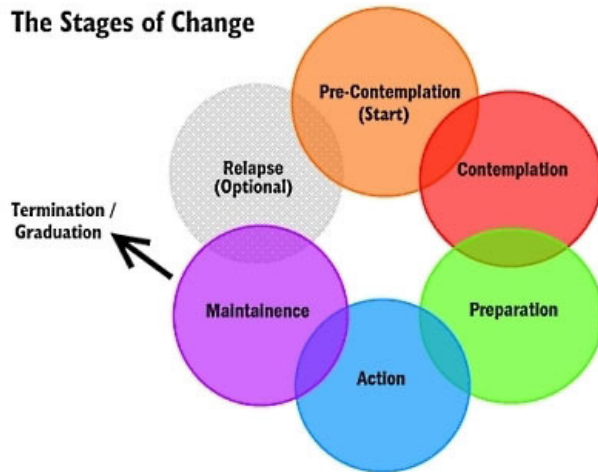 The Stages of Change
Pre-Contemplation
(Start)
Contemplation
Preparation
Action
Maintainence
Relapse
(Optional)
Termination /
Graduation